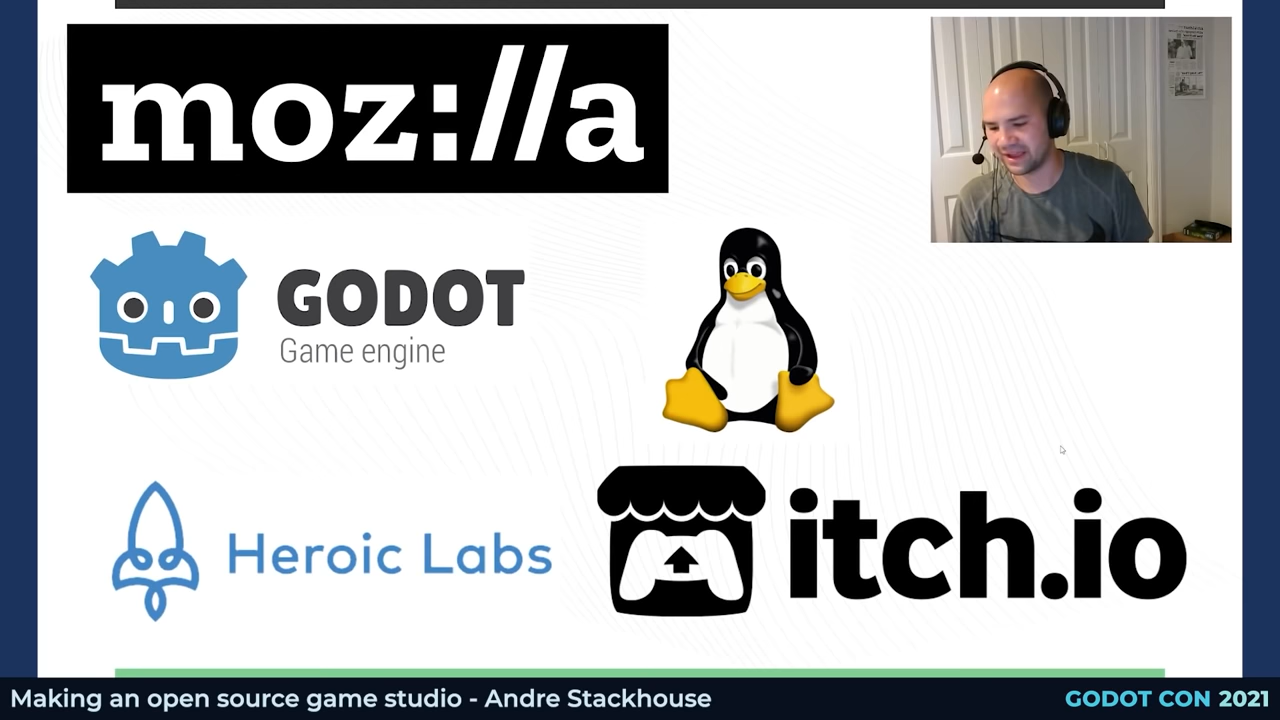 moz://a
GODOT
Game engine
Heroic Labs
itch.io
Making an open source game studio - Andre Stackhouse
GODOT CON 2021